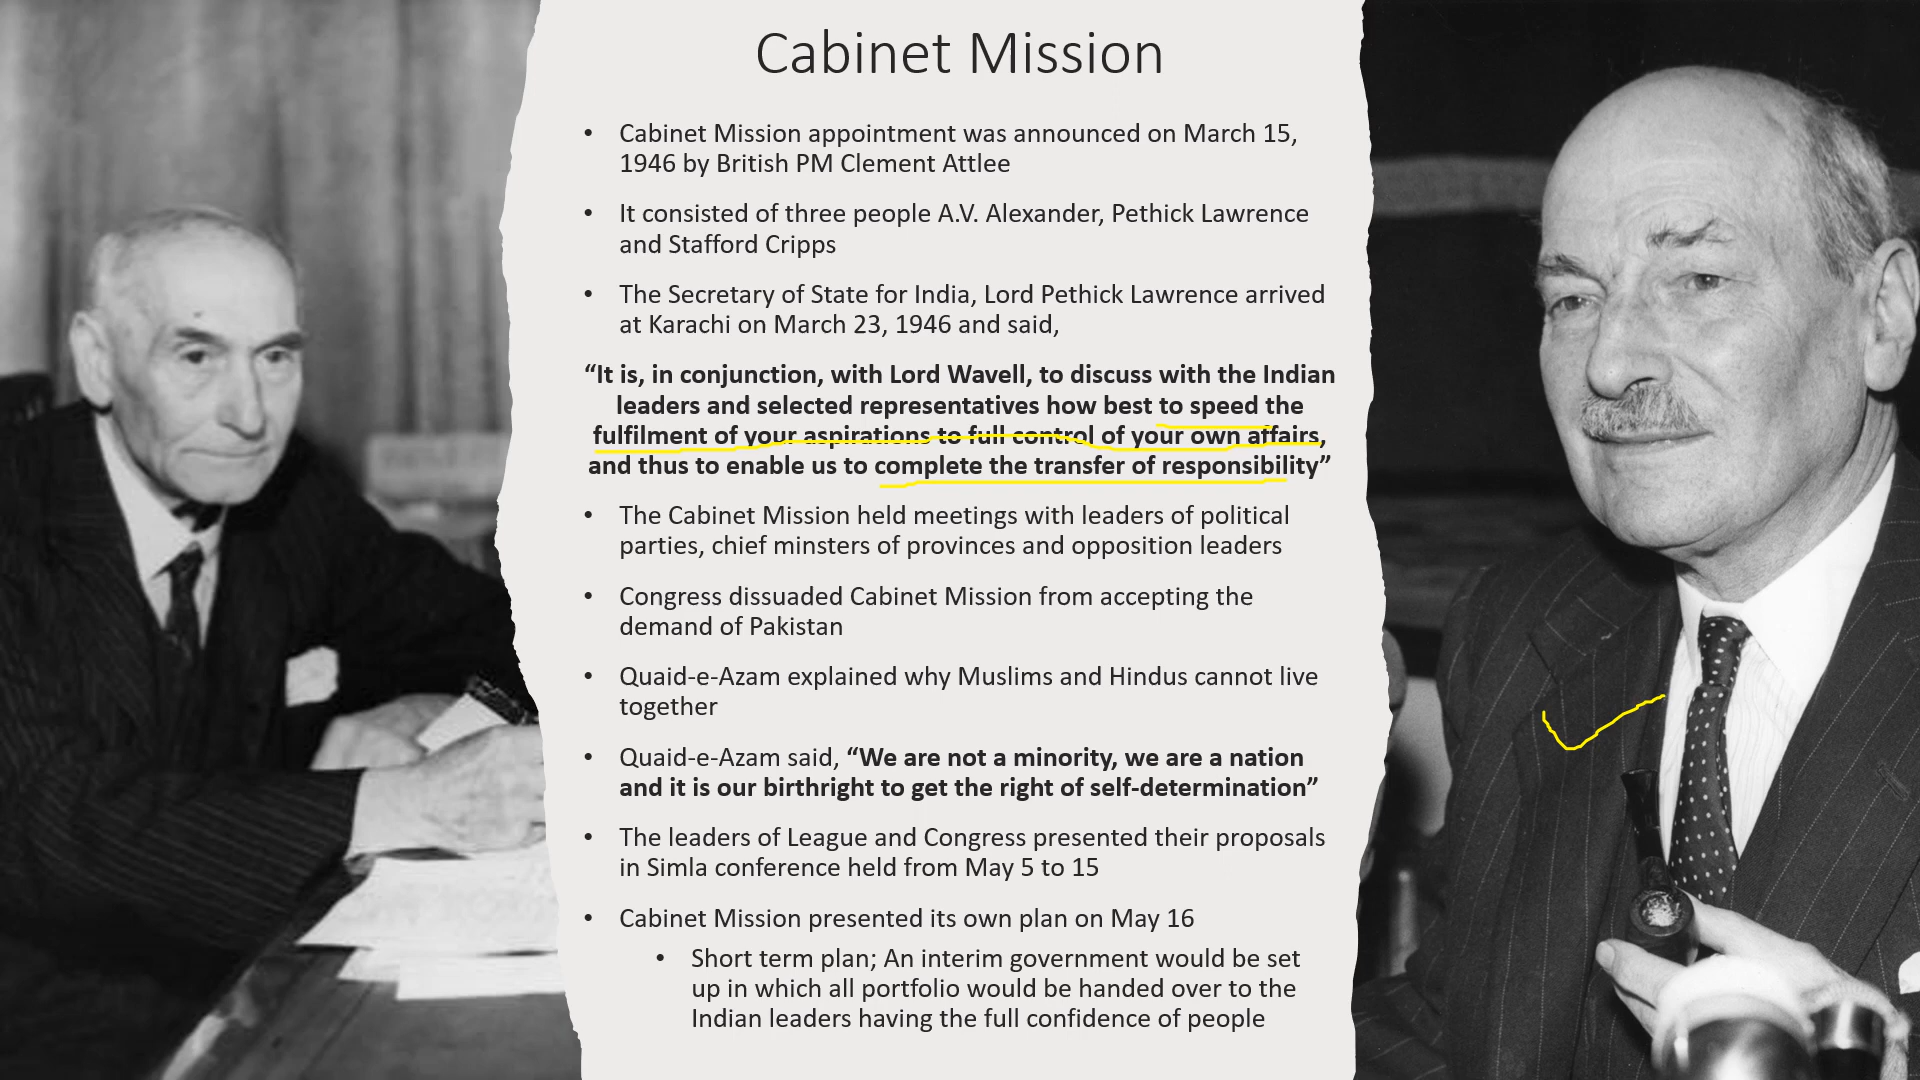 Cabinet Mission
• Cabinet Mission appointment was announced on March 15,
1946 by British PM Clement Attlee
• It consisted of three people A.V. Alexander, Pethick Lawrence
and Stafford Cripps
• The Secretary of State for India, Lord Pethick Lawrence arrived
at Karachi on March 23, 1946 and said,
“It is, in conjunction, with Lord Wavell, to discuss with the Indian
leaders and selected representatives how best to speed the
fulfilment of your aspirations to full control of your own affairs,
and thus to enable us to complete the transfer of responsibility”
• The Cabinet Mission held meetings with leaders of political
parties, chief minsters of provinces and opposition leaders
• Congress dissuaded Cabinet Mission from accepting the
demand of Pakistan
• Quaid-e-Azam explained why Muslims and Hindus cannot live
together
• Quaid-e-Azam said, “We are not a minority, we are a nation
and it is our birthright to get the right of self-determination”
• The leaders of League and Congress presented their proposals
in Simla conference held from May 5 to 15
• Cabinet Mission presented its own plan on May 16
• Short term plan; An interim government would be set
up in which all portfolio would be handed over to the
Indian leaders having the full confidence of people